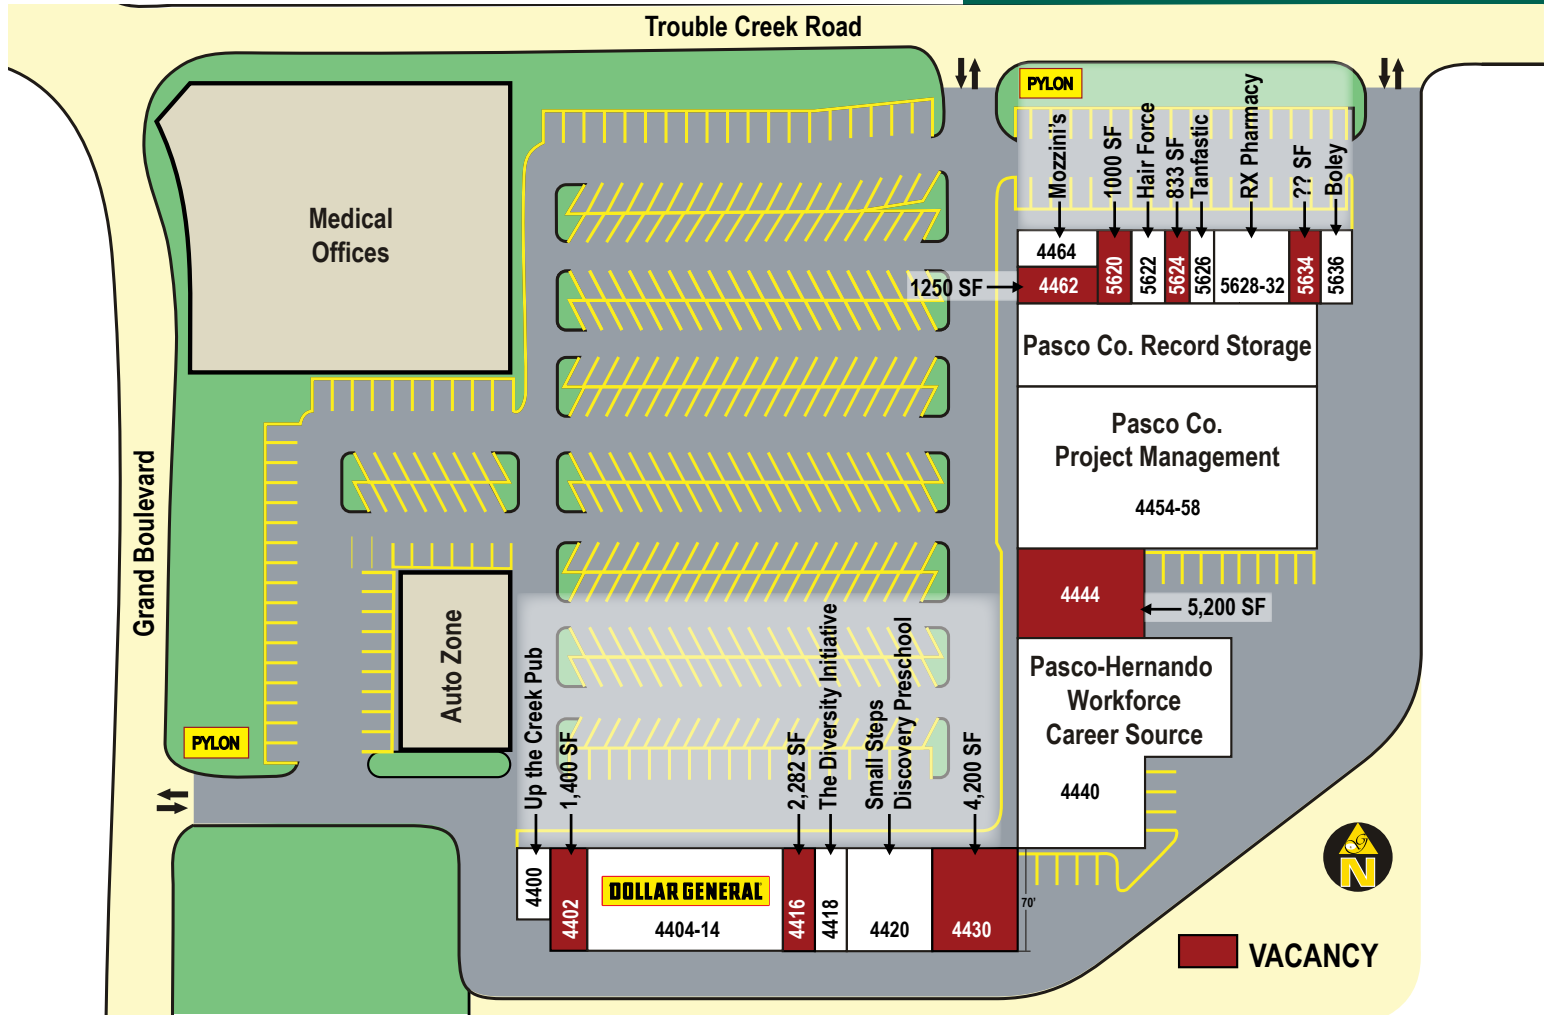 Trouble Creek Road
PYLON
Mozzini's
1000 SF
Hair Force
833 SF
Tanfastic
RX Pharmacy
?? SF
Boley
Medical
Offices
4464
4462
5620
5622
5624
5626
5628-32
5634
5636
1250 SF
Pasco Co. Record Storage
Pasco Co.
Project Management
4454-58
Grand Boulevard
4444
5,200 SF
Auto Zone
Pasco-Hernando
Workforce
Career Source
4440
PYLON
Up the Creek Pub
1,400 SF
2,282 SF
The Diversity Initiative
Small Steps
Discovery Preschool
4,200 SF
4400
4402
DOLLAR GENERAL
4404-14
4416
4418
4420
4430
70'
N
VACANCY